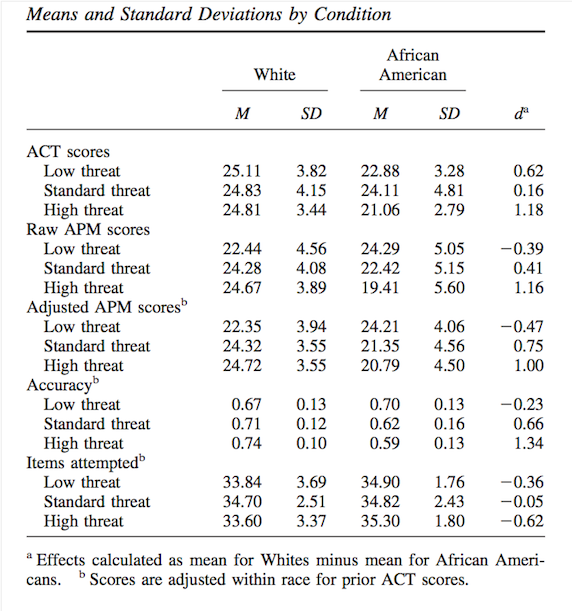 Means and Standard Deviations by Condition
African
White American
M SD M SD dᵃ
ACT scores
Low threat 25.11 3.82 22.88 3.28 0.62
Standard threat 24.83 4.15 24.11 4.81 0.16
High threat 24.81 3.44 21.06 2.79 1.18
Raw APM scores
Low threat 22.44 4.56 24.29 5.05 −0.39
Standard threat 24.28 4.08 22.42 5.15 0.41
High threat 24.67 3.89 19.41 5.60 1.16
Adjusted APM scoresᵇ
Low threat 22.35 3.94 24.21 4.06 −0.47
Standard threat 24.32 3.55 21.35 4.56 0.75
High threat 24.72 3.55 20.79 4.50 1.00
Accuracyᵇ
Low threat 0.67 0.13 0.70 0.13 −0.23
Standard threat 0.71 0.12 0.62 0.16 0.66
High threat 0.74 0.10 0.59 0.13 1.34
Items attemptedᵇ
Low threat 33.84 3.69 34.90 1.76 −0.36
Standard threat 34.70 2.51 34.82 2.43 −0.05
High threat 33.60 3.37 35.30 1.80 −0.62
ᵃ Effects calculated as mean for Whites minus mean for African Ameri-
cans. ᵇ Scores are adjusted within race for prior ACT scores.